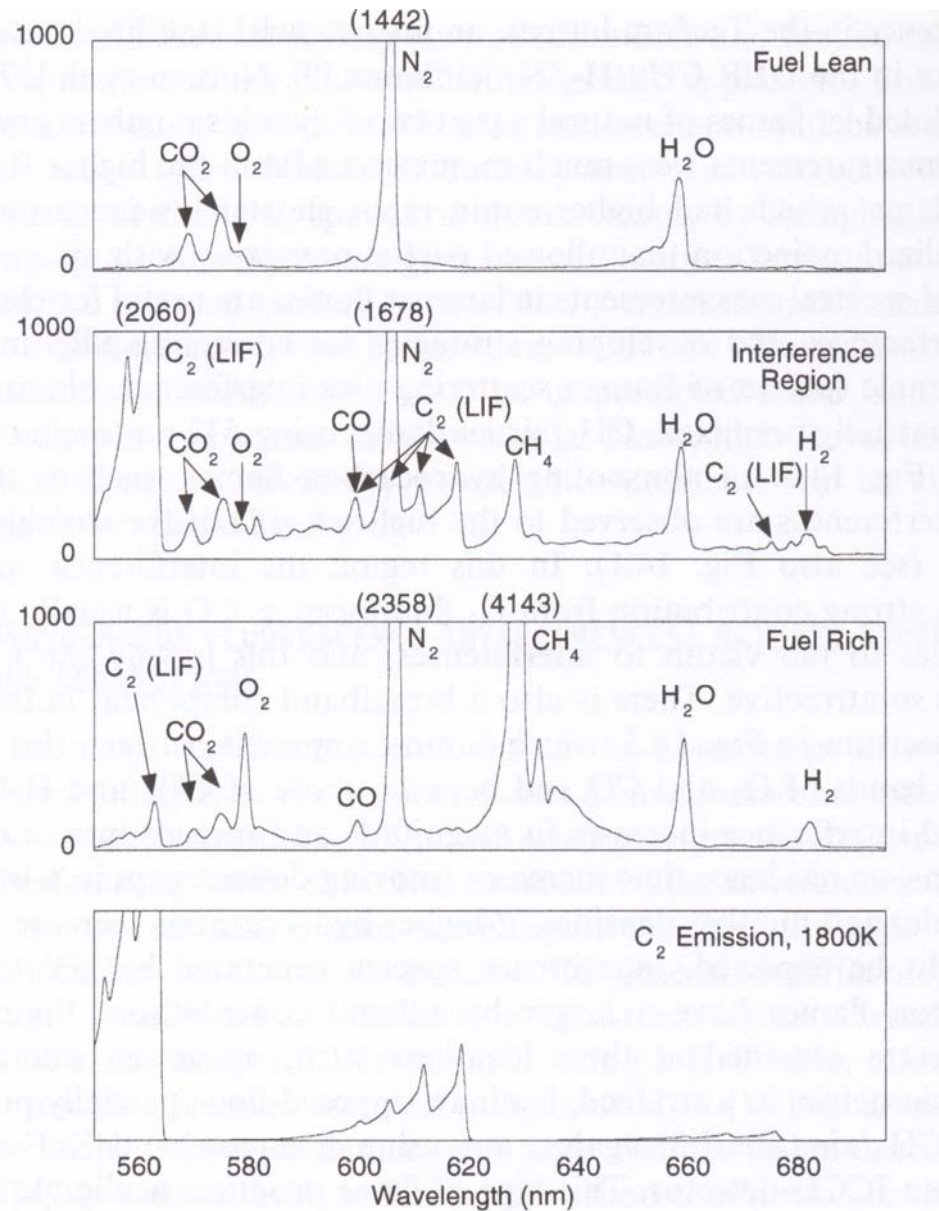 (1442)
1000
N2
Fuel Lean
CO2 O2
H2O
0
1000
(2060) (1678)
C2 (LIF)
N2
Interference
Region
CO2 O2
CO C2 (LIF)
CH4
H2O
C2 (LIF) H2
0
1000
(2358) (4143)
N2 CH4
Fuel Rich
C2 (LIF) O2
CO2
H2O
CO
H2
0
C2 Emission, 1800K
560 580 600 620 640 660 680
Wavelength (nm)